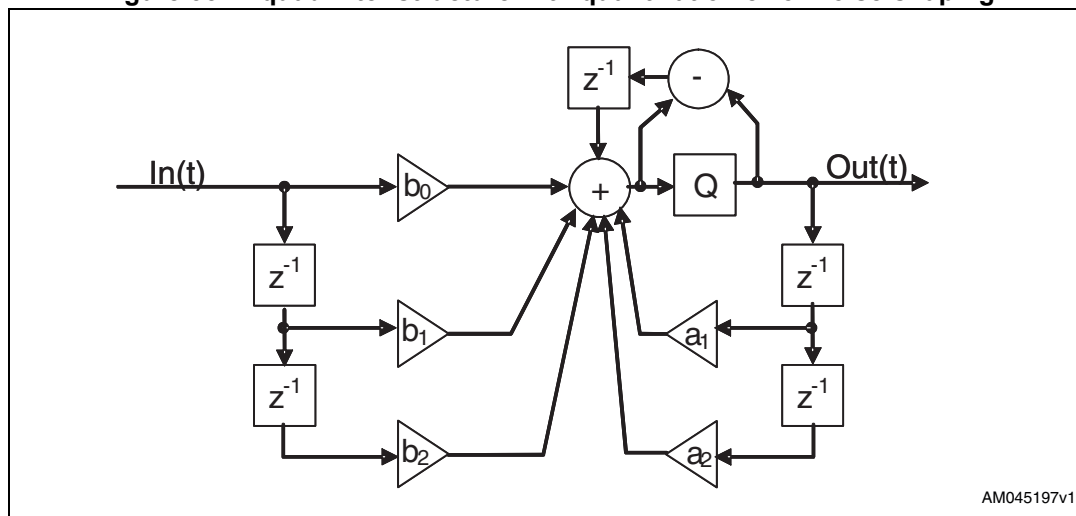 z⁻¹
-
In(t)
b₀
+
Q
Out(t)
z⁻¹
z⁻¹
b₁
a₁
z⁻¹
z⁻¹
b₂
a₂
AM045197v1